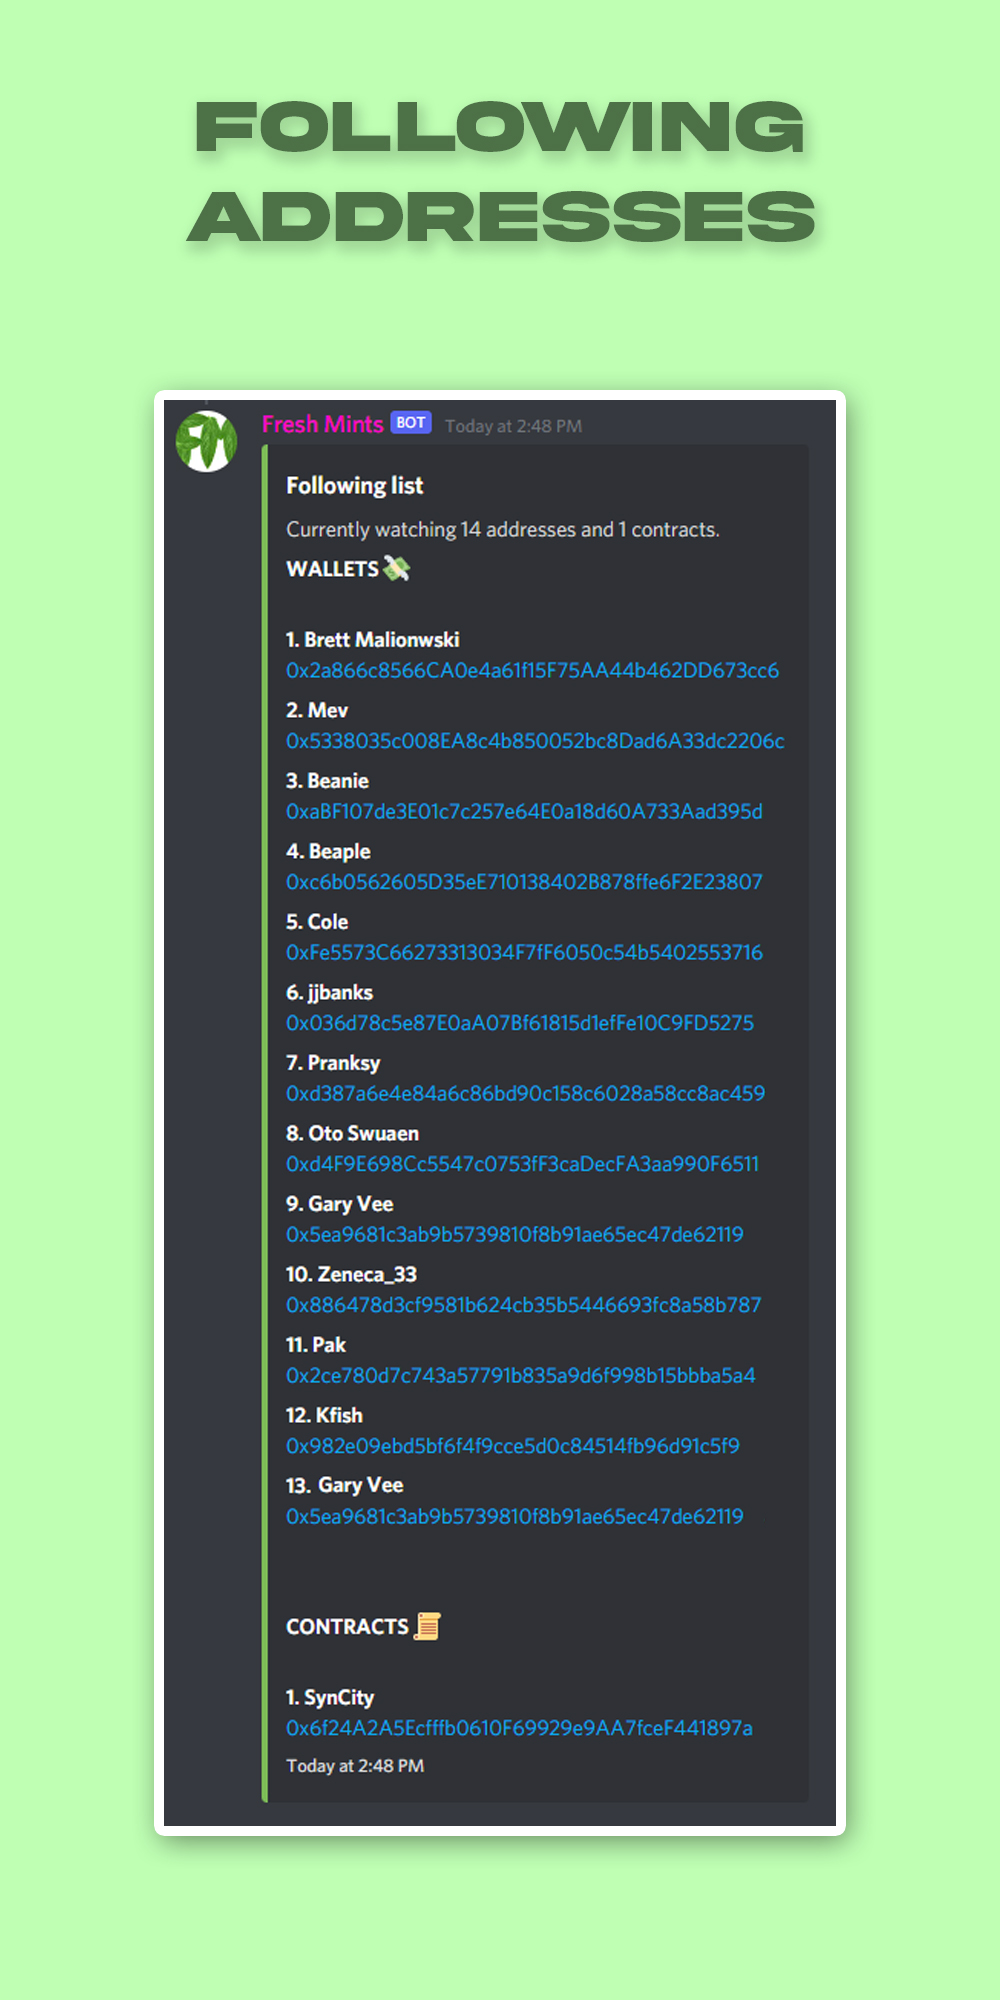 FOLLOWING
ADDRESSES
FM
Fresh Mints BOT Today at 2:48 PM
Following list
Currently watching 14 addresses and 1 contracts.
WALLETS
1. Brett Malionwski
0x2a866c8566CA0e4a61f15F75AA44b462DD673cc6
2. Mev
0x5338035c008EA8c4b850052bc8Dad6A33dc2206c
3. Beanie
0xaBF107de3E01c7c257e64E0a18d60A733Aad395d
4. Beaple
0xc6b0562605D35eE710138402B878ffe6F2E23807
5. Cole
0xFe5573C66273313034F7fF6050c54b5402553716
6. jjbanks
0x036d78c5e87E0aA07Bf61815d1efFe10C9FD5275
7. Pranksy
0xd387a6e4e84a6c86bd90c158c6028a58cc8ac459
8. Oto Swuaen
0xd4F9E698Cc5547c0753fF3caDecFA3aa990F6511
9. Gary Vee
0x5ea9681c3ab9b5739810f8b91ae65ec47de62119
10. Zeneca_33
0x886478d3cf9581b624cb35b5446693fc8a58b787
11. Pak
0x2ce780d7c743a57791b835a9d6f998b15bbba5a4
12. Kfish
0x982e09ebd5bf6f4f9cce5d0c84514fb96d91c5f9
13. Gary Vee
0x5ea9681c3ab9b5739810f8b91ae65ec47de62119
CONTRACTS
1. SynCity
0x6f24A2A5Ecfffb0610F69929e9AA7fceF441897a
Today at 2:48 PM